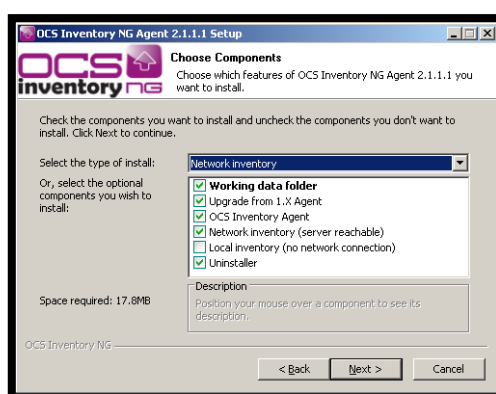 OCS Inventory NG Agent 2.1.1.1 Setup
OCS
inventory NG
Choose Components
Choose which features of OCS Inventory NG Agent 2.1.1.1 you
want to install.
Check the components you want to install and uncheck the components you don't want to
install. Click Next to continue.
Select the type of install:
Network inventory
Or, select the optional
components you wish to
install:
Working data folder
Upgrade from 1.X Agent
OCS Inventory Agent
Network inventory (server reachable)
Local inventory (no network connection)
Uninstaller
Space required: 17.8MB
Description
Position your mouse over a component to see its
description.
OCS Inventory NG
< Back
Next >
Cancel